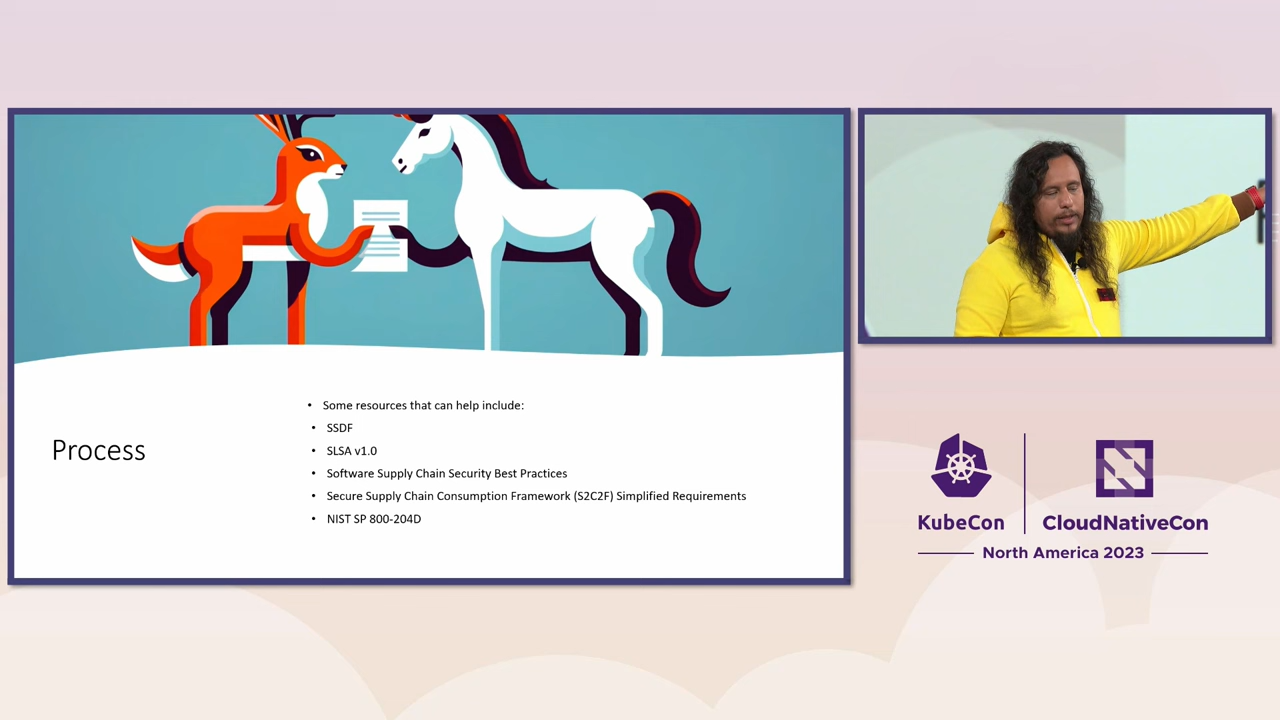 Process
Some resources that can help include:
SSDF
SLSA v1.0
Software Supply Chain Security Best Practices
Secure Supply Chain Consumption Framework (S2C2F) Simplified Requirements
NIST SP 800-204D
KubeCon
CloudNativeCon
North America 2023